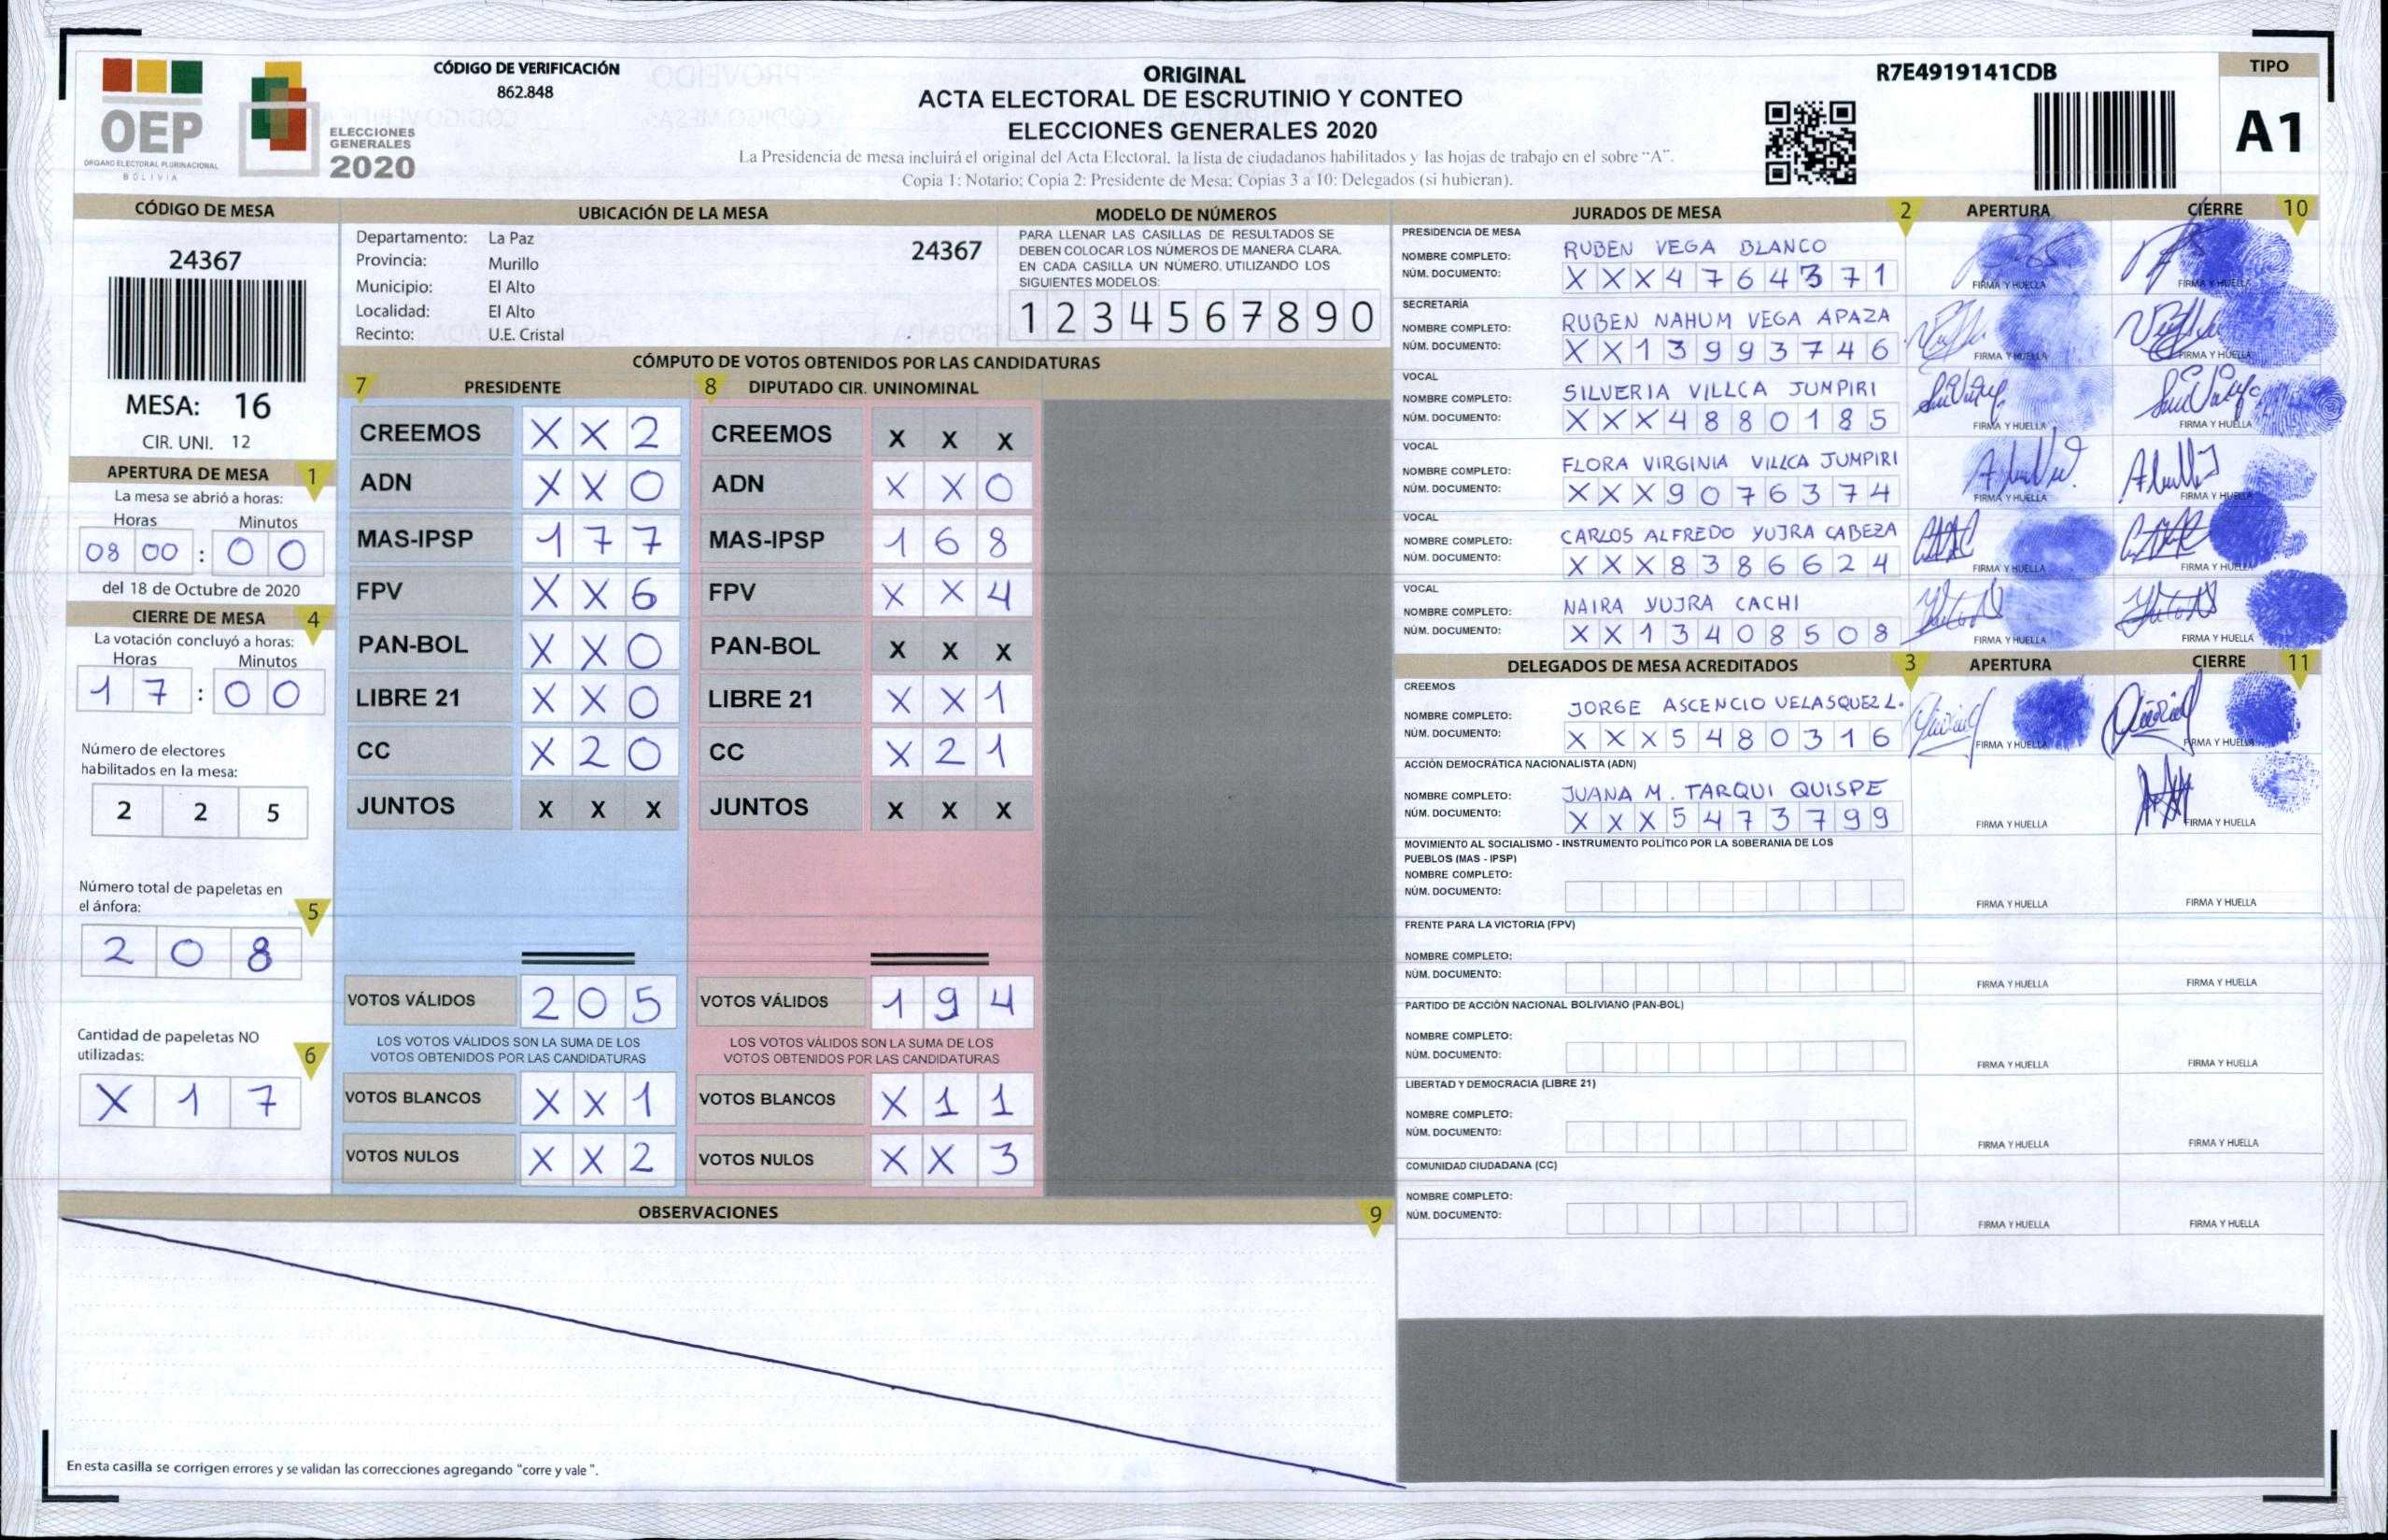 CÓDIGO DE VERIFICACIÓN
862.848
OEP
ÓRGANO ELECTORAL PLURINACIONAL
BOLIVIA
ELECCIONES
GENERALES
2020
ORIGINAL
ACTA ELECTORAL DE ESCRUTINIO Y CONTEO
ELECCIONES GENERALES 2020
La Presidencia de mesa incluirá el original del Acta Electoral, la lista de ciudadanos habilitados y las hojas de trabajo en el sobre “A”.
Copia 1: Notario; Copia 2: Presidente de Mesa; Copias 3 a 10: Delegados (si hubieran).
R7E4919141CDB
TIPO
A1
CÓDIGO DE MESA
24367
MESA: 16
CIR. UNI. 12
APERTURA DE MESA 1
La mesa se abrió a horas:
Horas Minutos
08 00 : 0 0
del 18 de Octubre de 2020
CIERRE DE MESA 4
La votación concluyó a horas:
Horas Minutos
1 7 : 0 0
Número de electores
habilitados en la mesa:
2 2 5
Número total de papeletas en
el ánfora: 5
2 0 8
Cantidad de papeletas NO
utilizadas: 6
X 1 7
UBICACIÓN DE LA MESA
Departamento: La Paz
24367
Provincia: Murillo
Municipio: El Alto
Localidad: El Alto
Recinto: U.E. Cristal
MODELO DE NÚMEROS
PARA LLENAR LAS CASILLAS DE RESULTADOS SE
DEBEN COLOCAR LOS NÚMEROS DE MANERA CLARA.
EN CADA CASILLA UN NÚMERO, UTILIZANDO LOS
SIGUIENTES MODELOS:
1 2 3 4 5 6 7 8 9 0
CÓMPUTO DE VOTOS OBTENIDOS POR LAS CANDIDATURAS
7 PRESIDENTE 8 DIPUTADO CIR. UNINOMINAL
CREEMOS X X 2 CREEMOS X X X
ADN X X 0 ADN X X 0
MAS-IPSP 1 7 7 MAS-IPSP 1 6 8
FPV X X 6 FPV X X 4
PAN-BOL X X 0 PAN-BOL X X X
LIBRE 21 X X 0 LIBRE 21 X X 1
CC X 2 0 CC X 2 1
JUNTOS X X X JUNTOS X X X
VOTOS VÁLIDOS 2 0 5 VOTOS VÁLIDOS 1 9 4
LOS VOTOS VÁLIDOS SON LA SUMA DE LOS LOS VOTOS VÁLIDOS SON LA SUMA DE LOS
VOTOS OBTENIDOS POR LAS CANDIDATURAS VOTOS OBTENIDOS POR LAS CANDIDATURAS
VOTOS BLANCOS X X 1 VOTOS BLANCOS X 1 1
VOTOS NULOS X X 2 VOTOS NULOS X X 3
OBSERVACIONES 9
En esta casilla se corrigen errores y se validan las correcciones agregando "corre y vale ".
JURADOS DE MESA 2 APERTURA CIERRE 10
PRESIDENCIA DE MESA
NOMBRE COMPLETO: RUBEN VEGA BLANCO
NÚM. DOCUMENTO: X X X 4 7 6 4 3 7 1
FIRMA Y HUELLA FIRMA Y HUELLA
SECRETARÍA
NOMBRE COMPLETO: RUBEN NAHUM VEGA APAZA
NÚM. DOCUMENTO: X X 1 3 9 9 3 7 4 6
FIRMA Y HUELLA FIRMA Y HUELLA
VOCAL
NOMBRE COMPLETO: SILVERIA VILLCA JUMPIRI
NÚM. DOCUMENTO: X X X 4 8 8 0 1 8 5
FIRMA Y HUELLA FIRMA Y HUELLA
VOCAL
NOMBRE COMPLETO: FLORA VIRGINIA VILLCA JUMPIRI
NÚM. DOCUMENTO: X X X 9 0 7 6 3 7 4
FIRMA Y HUELLA FIRMA Y HUELLA
VOCAL
NOMBRE COMPLETO: CARLOS ALFREDO YUJRA CABEZA
NÚM. DOCUMENTO: X X X 8 3 8 6 6 2 4
FIRMA Y HUELLA FIRMA Y HUELLA
VOCAL
NOMBRE COMPLETO: NAIRA YUJRA CACHI
NÚM. DOCUMENTO: X X 1 3 4 0 8 5 0 8
FIRMA Y HUELLA FIRMA Y HUELLA
DELEGADOS DE MESA ACREDITADOS 3 APERTURA CIERRE 11
CREEMOS
NOMBRE COMPLETO: JORGE ASCENCIO VELASQUEZ L.
NÚM. DOCUMENTO: X X X 5 4 8 0 3 1 6
FIRMA Y HUELLA FIRMA Y HUELLA
ACCIÓN DEMOCRÁTICA NACIONALISTA (ADN)
NOMBRE COMPLETO: JUANA M. TARQUI QUISPE
NÚM. DOCUMENTO: X X X 5 4 7 3 7 9 9
FIRMA Y HUELLA FIRMA Y HUELLA
MOVIMIENTO AL SOCIALISMO - INSTRUMENTO POLÍTICO POR LA SOBERANIA DE LOS
PUEBLOS (MAS - IPSP)
NOMBRE COMPLETO:
NÚM. DOCUMENTO:
FIRMA Y HUELLA FIRMA Y HUELLA
FRENTE PARA LA VICTORIA (FPV)
NOMBRE COMPLETO:
NÚM. DOCUMENTO:
FIRMA Y HUELLA FIRMA Y HUELLA
PARTIDO DE ACCIÓN NACIONAL BOLIVIANO (PAN-BOL)
NOMBRE COMPLETO:
NÚM. DOCUMENTO:
FIRMA Y HUELLA FIRMA Y HUELLA
LIBERTAD Y DEMOCRACIA (LIBRE 21)
NOMBRE COMPLETO:
NÚM. DOCUMENTO:
FIRMA Y HUELLA FIRMA Y HUELLA
COMUNIDAD CIUDADANA (CC)
NOMBRE COMPLETO:
NÚM. DOCUMENTO:
FIRMA Y HUELLA FIRMA Y HUELLA